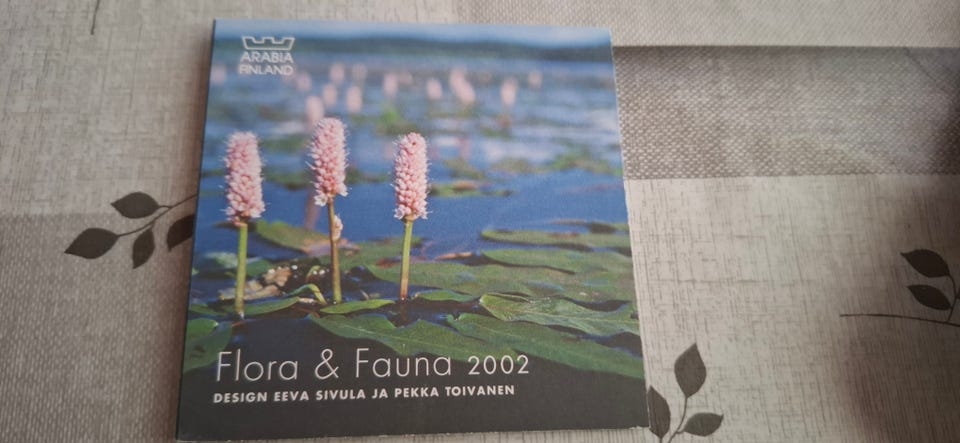 ARABIA
FINLAND
Flora & Fauna 2002
DESIGN EEVA SIVULA JA PEKKA TOIVANEN